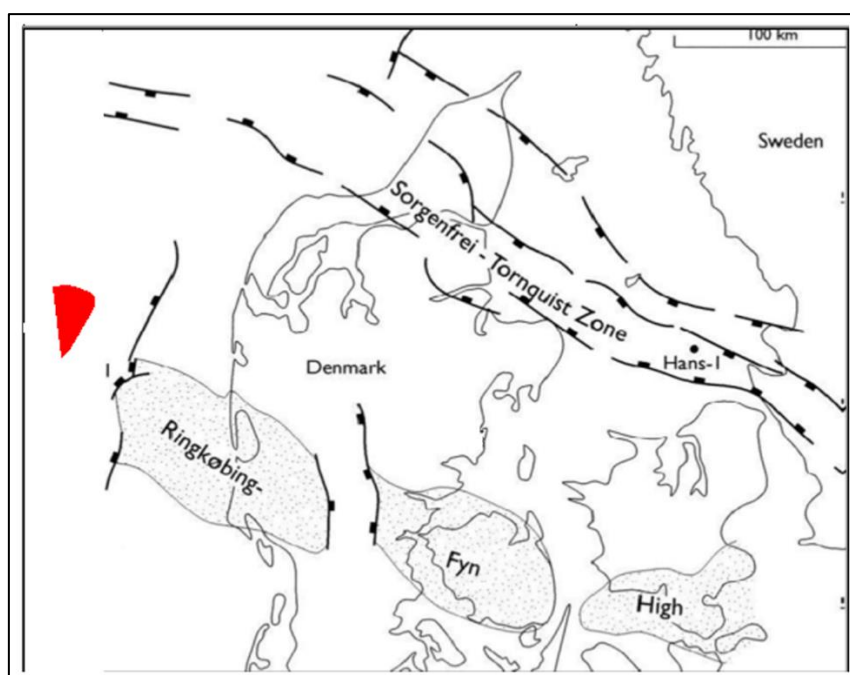 100 km
Sweden
Sorgenfrei - Tornquist Zone
Hans-1
Denmark
Ringkøbing-
Fyn
High